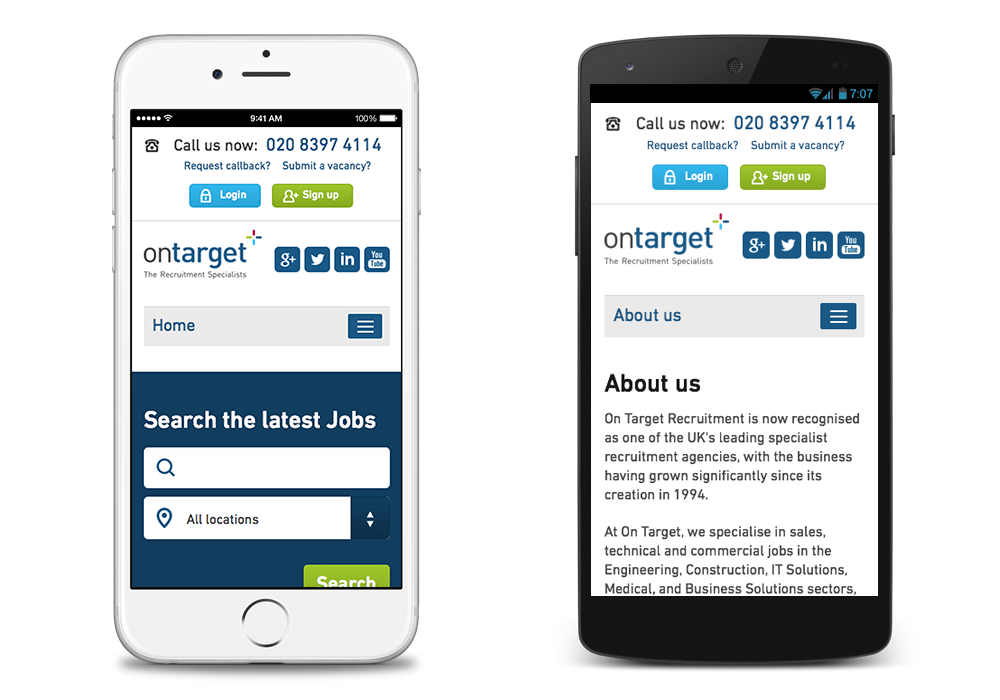 9:41 AM
100%
Call us now: 020 8397 4114
Request callback? Submit a vacancy?
Login
Sign up
ontarget
The Recruitment Specialists
g+
in
You
Tube
Home
Search the latest Jobs
All locations
Search
7:07
Call us now: 020 8397 4114
Request callback? Submit a vacancy?
Login
Sign up
ontarget
The Recruitment Specialists
g+
in
You
Tube
About us
About us
On Target Recruitment is now recognised
as one of the UK's leading specialist
recruitment agencies, with the business
having grown significantly since its
creation in 1994.
At On Target, we specialise in sales,
technical and commercial jobs in the
Engineering, Construction, IT Solutions,
Medical, and Business Solutions sectors,